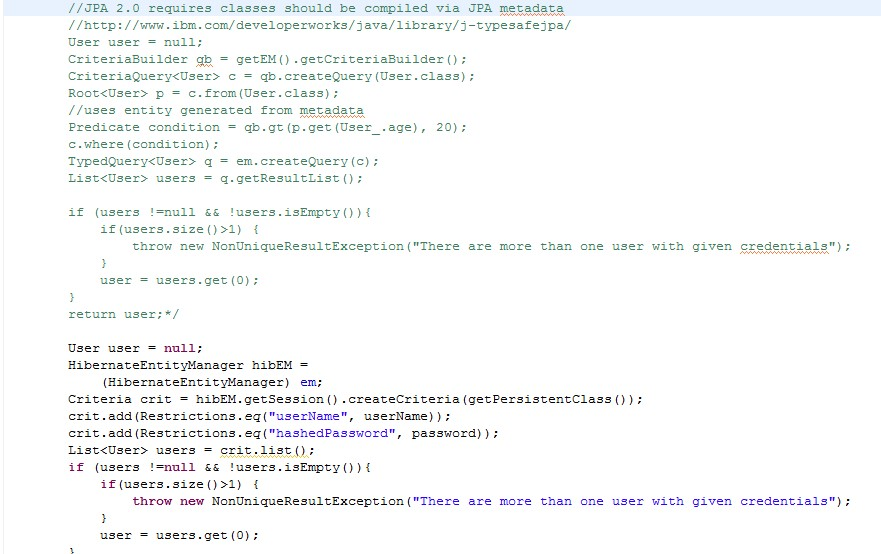 //JPA 2.0 requires classes should be compiled via JPA metadata
//http://www.ibm.com/developerworks/java/library/j-typesafejpa/
User user = null;
CriteriaBuilder qb = getEM().getCriteriaBuilder();
CriteriaQuery<User> c = qb.createQuery(User.class);
Root<User> p = c.from(User.class);
//uses entity generated from metadata
Predicate condition = qb.gt(p.get(User_.age), 20);
c.where(condition);
TypedQuery<User> q = em.createQuery(c);
List<User> users = q.getResultList();

if (users !=null && !users.isEmpty()){
    if(users.size()>1) {
        throw new NonUniqueResultException("There are more than one user with given credentials");
    }
    user = users.get(0);
}
return user;*/

User user = null;
HibernateEntityManager hibEM =
    (HibernateEntityManager) em;
Criteria crit = hibEM.getSession().createCriteria(getPersistentClass());
crit.add(Restrictions.eq("userName", userName));
crit.add(Restrictions.eq("hashedPassword", password));
List<User> users = crit.list();
if (users !=null && !users.isEmpty()){
    if(users.size()>1) {
        throw new NonUniqueResultException("There are more than one user with given credentials");
    }
    user = users.get(0);
}